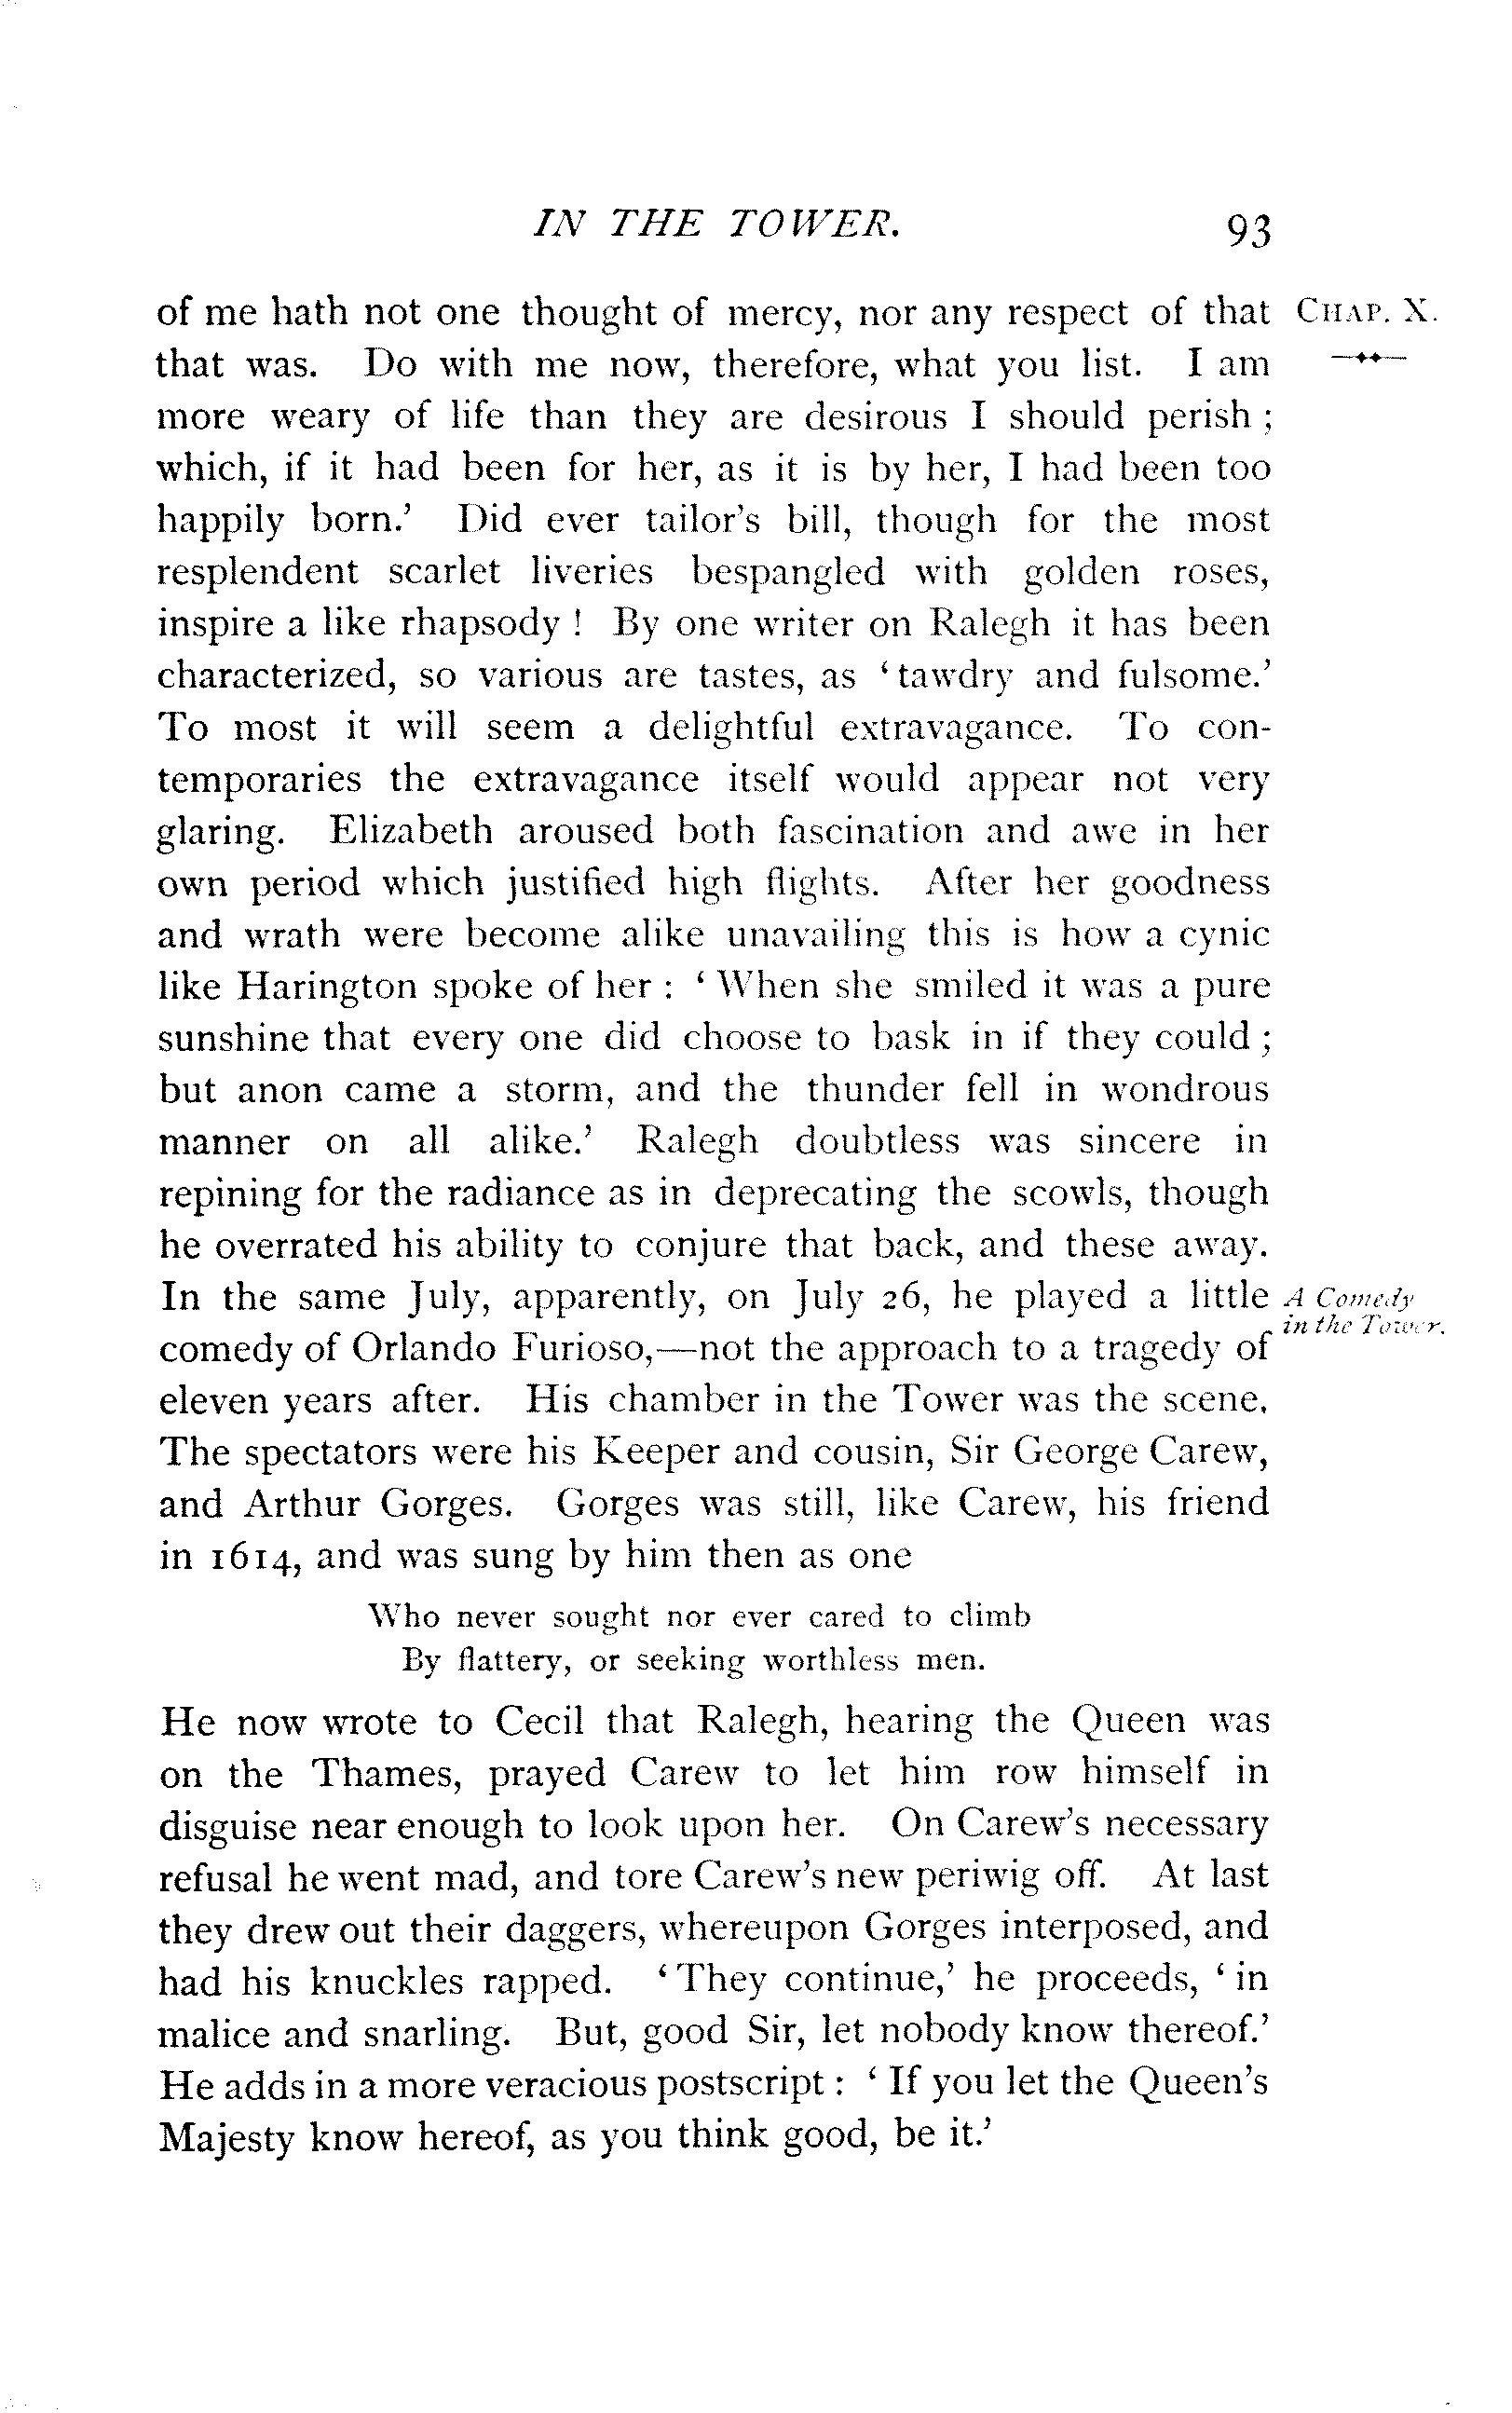 IN THE TOWER. 93
of me hath not one thought of mercy, nor any respect of that CHAP. X.
that was. Do with me now, therefore, what you list. I am
more weary of life than they are desirous I should perish ;
which, if it had been for her, as it is by her, I had been too
happily born.’ Did ever tailor’s bill, though for the most
resplendent scarlet liveries bespangled with golden roses,
inspire a like rhapsody ! By one writer on Ralegh it has been
characterized, so various are tastes, as ‘ tawdry and fulsome.’
To most it will seem a delightful extravagance. To con-
temporaries the extravagance itself would appear not very
glaring. Elizabeth aroused both fascination and awe in her
own period which justified high flights. After her goodness
and wrath were become alike unavailing this is how a cynic
like Harington spoke of her : ‘ When she smiled it was a pure
sunshine that every one did choose to bask in if they could ;
but anon came a storm, and the thunder fell in wondrous
manner on all alike.’ Ralegh doubtless was sincere in
repining for the radiance as in deprecating the scowls, though
he overrated his ability to conjure that back, and these away.
In the same July, apparently, on July 26, he played a little A Comedy
comedy of Orlando Furioso,—not the approach to a tragedy of in the Tower.
eleven years after. His chamber in the Tower was the scene.
The spectators were his Keeper and cousin, Sir George Carew,
and Arthur Gorges. Gorges was still, like Carew, his friend
in 1614, and was sung by him then as one
Who never sought nor ever cared to climb
By flattery, or seeking worthless men.
He now wrote to Cecil that Ralegh, hearing the Queen was
on the Thames, prayed Carew to let him row himself in
disguise near enough to look upon her. On Carew’s necessary
refusal he went mad, and tore Carew’s new periwig off. At last
they drew out their daggers, whereupon Gorges interposed, and
had his knuckles rapped. ‘ They continue,’ he proceeds, ‘ in
malice and snarling. But, good Sir, let nobody know thereof.’
He adds in a more veracious postscript : ‘ If you let the Queen’s
Majesty know hereof, as you think good, be it.’